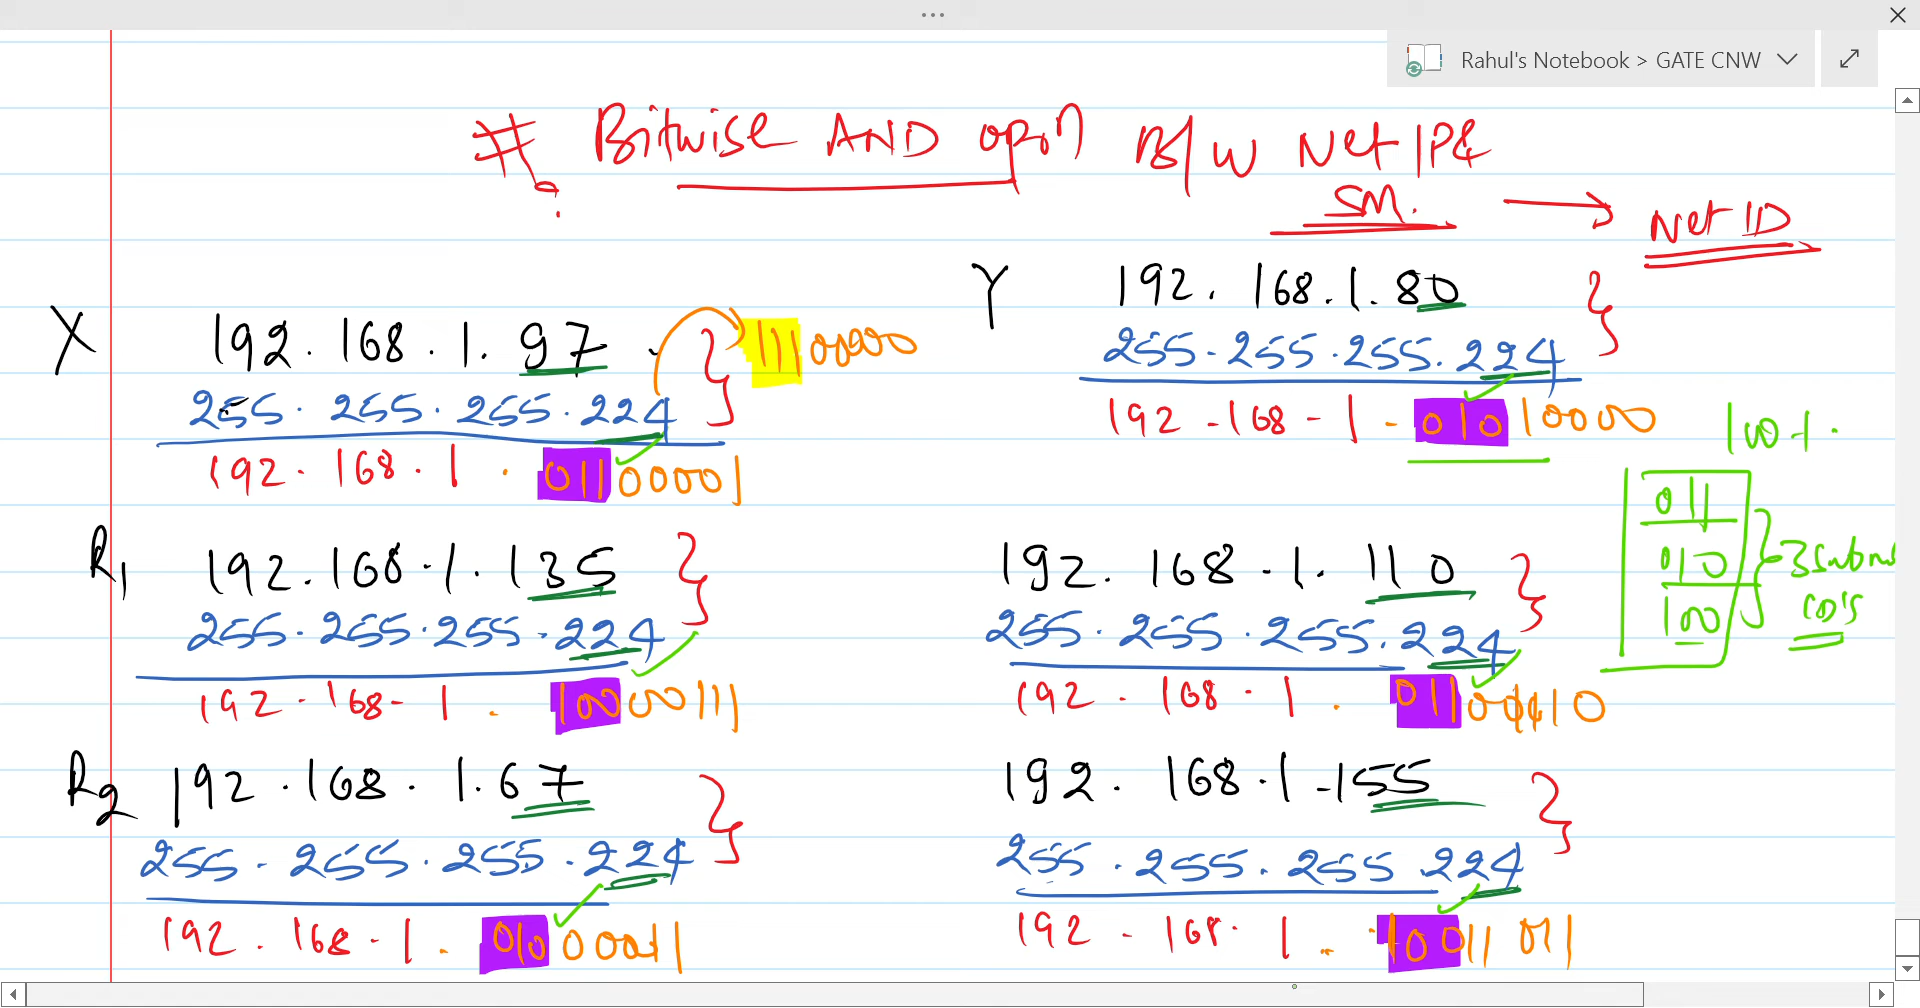 Rahul's Notebook > GATE CNW
# Bitwise AND oprn B/W Net IP &
SM. → Net ID
X 192.168.1.97
11100000
255.255.255.224
192.168.1.01100001
Y 192.168.1.80
255.255.255.224
192.168.1.01010000
100
011
010
100
3 subnet
ID's
R1 192.168.1.135
255.255.255.224
192.168.1.10000111
192.168.1.110
255.255.255.224
192.168.1.011
R2 192.168.1.67
255.255.255.224
192.168.1.01000011
192.168.1.155
255.255.255.224
192.168.1.10011011